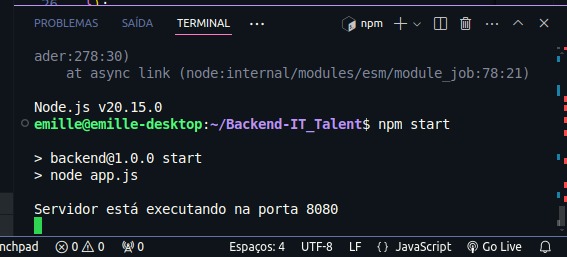 26
PROBLEMAS SAÍDA TERMINAL npm
ader:278:30)
    at async link (node:internal/modules/esm/module_job:78:21)
Node.js v20.15.0
emille@emille-desktop:~/Backend-IT_Talent$ npm start
> backend@1.0.0 start
> node app.js
Servidor está executando na porta 8080
nchpad 0 0 0 Espaços: 4 UTF-8 LF {} JavaScript Go Live